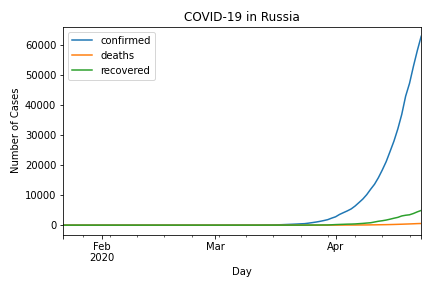 COVID-19 in Russia
confirmed
deaths
recovered
Number of Cases
60000
50000
40000
30000
20000
10000
0
Feb
2020
Mar
Apr
Day